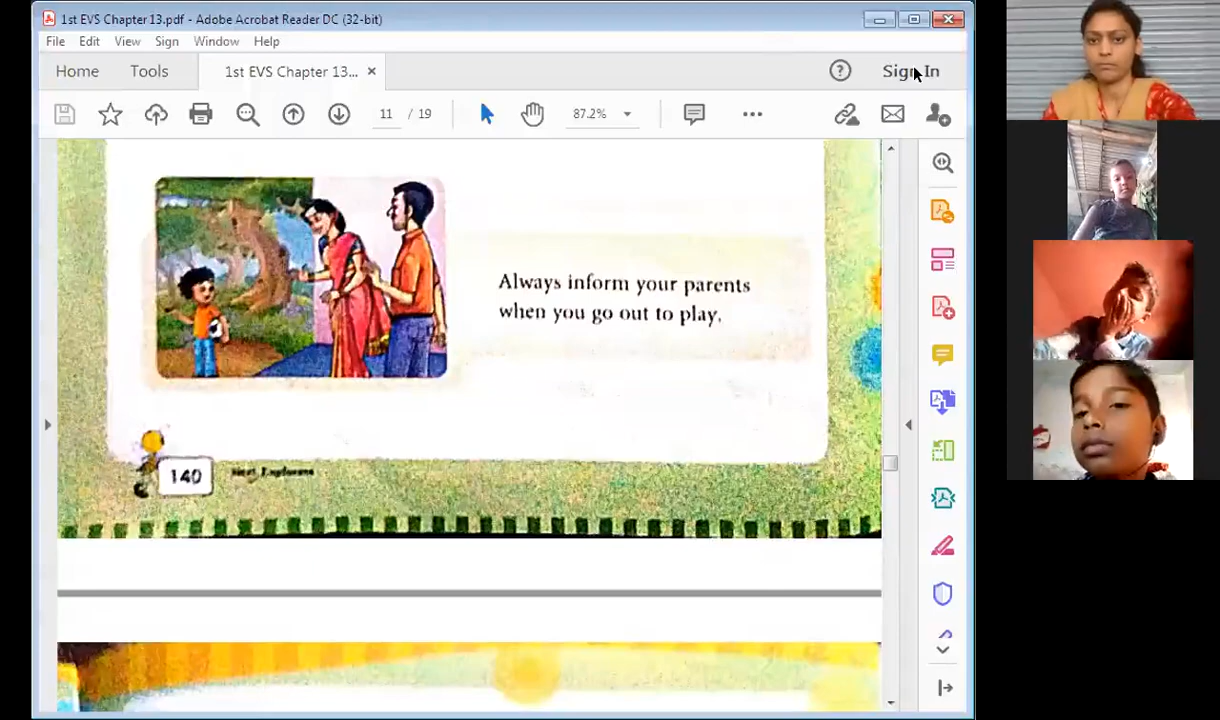 1st EVS Chapter 13.pdf - Adobe Acrobat Reader DC (32-bit)
File Edit View Sign Window Help
Home Tools 1st EVS Chapter 13... × Sign In
11 / 19 87.2%
Always inform your parents
when you go out to play.
140 Next Explorers